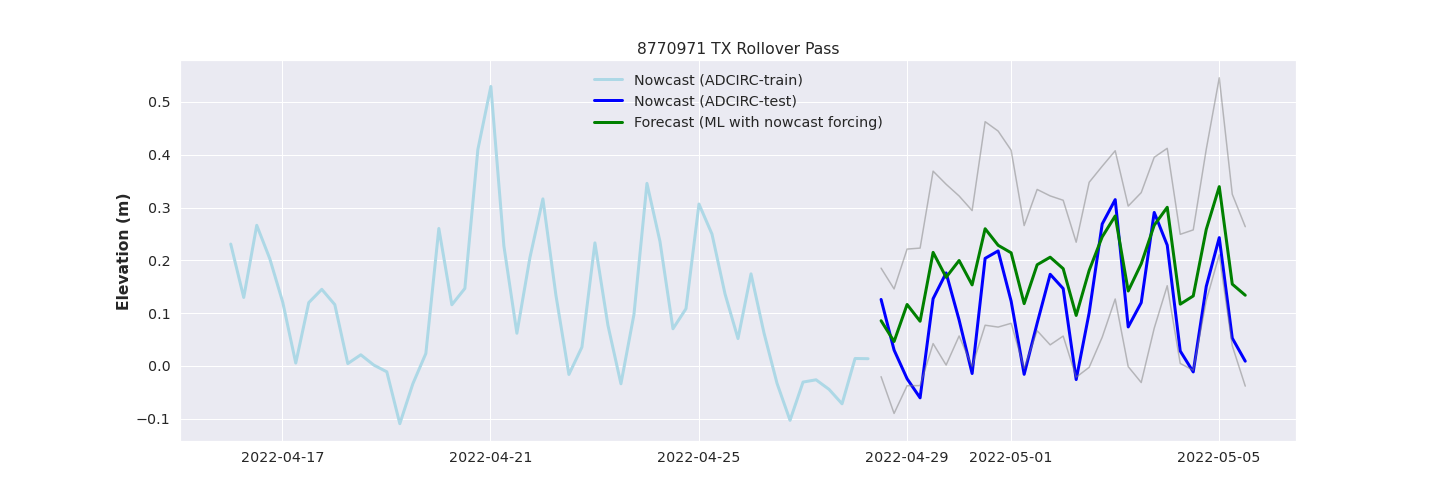 8770971 TX Rollover Pass
Nowcast (ADCIRC-train)
Nowcast (ADCIRC-test)
Forecast (ML with nowcast forcing)
Elevation (m)
0.5
0.4
0.3
0.2
0.1
0.0
−0.1
2022-04-17 2022-04-21 2022-04-25 2022-04-29 2022-05-01 2022-05-05